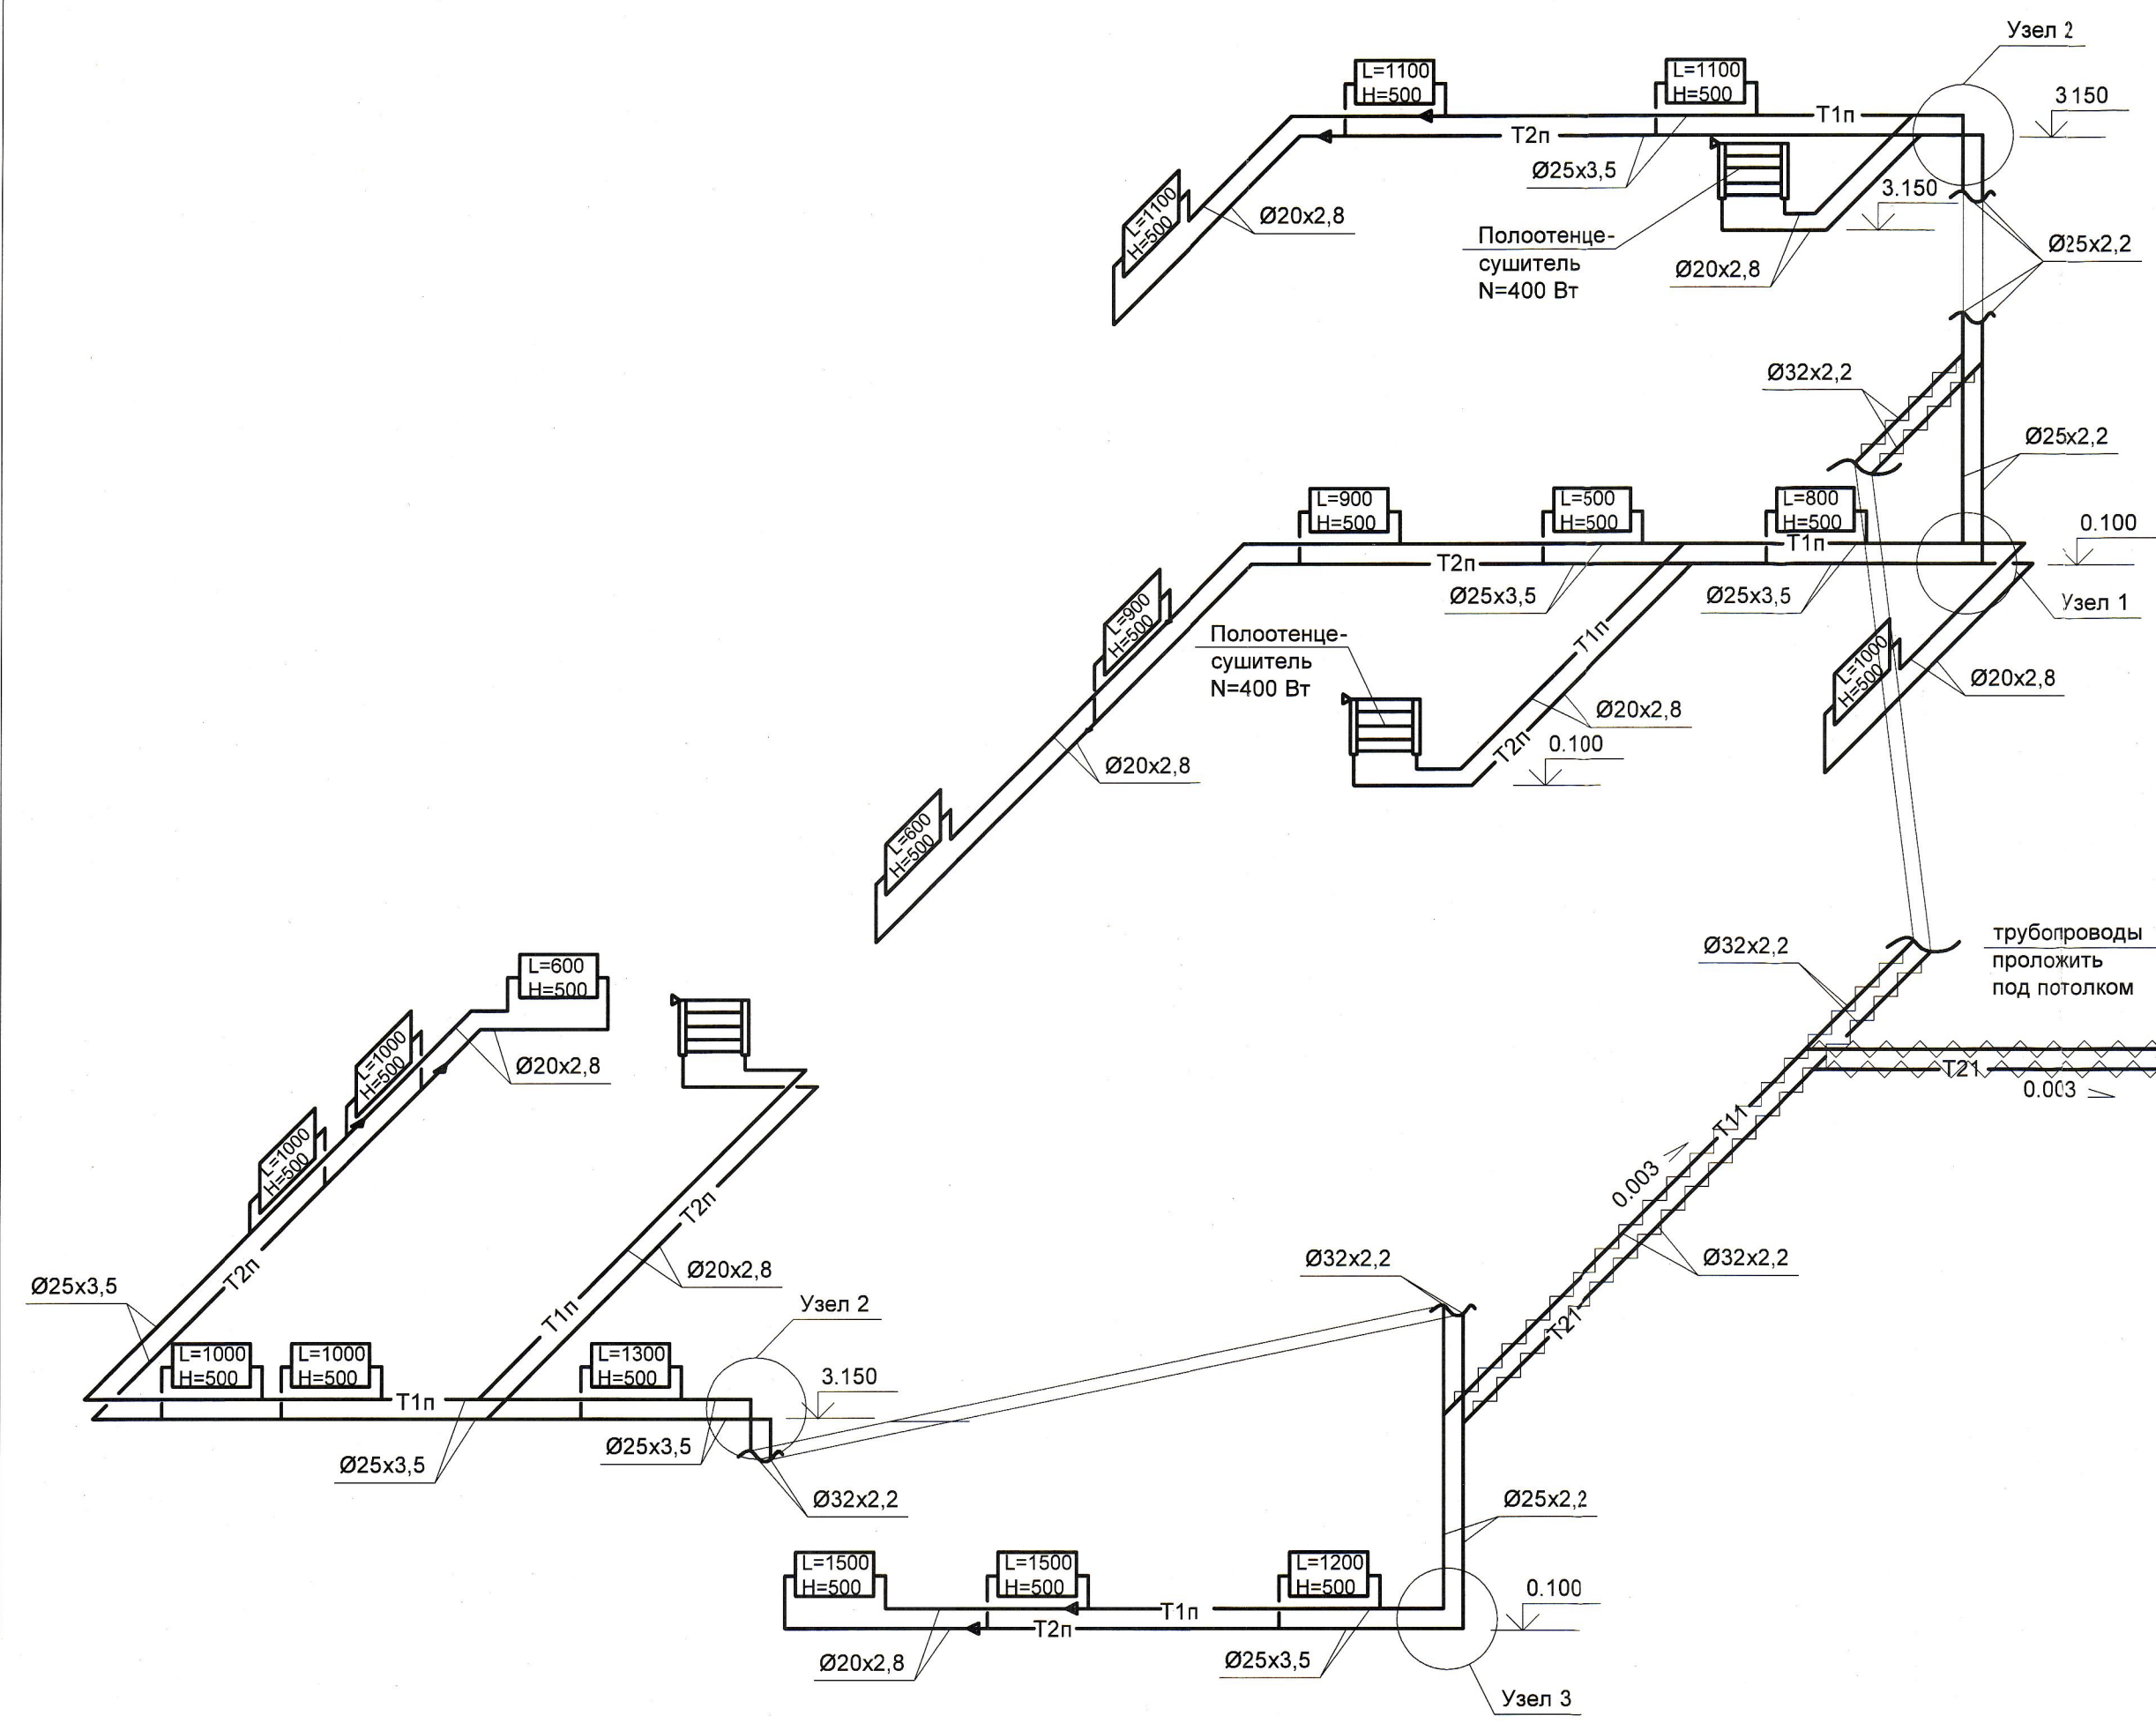 Узел 2
L=1100
H=500
L=1100
H=500
Т1п
3 150
Т2п
Ø25x3,5
3.150
L=1100
H=500
Ø20x2,8
Полоотенце-
сушитель
N=400 Вт
Ø20x2,8
Ø25x2,2
Ø32x2,2
Ø25x2,2
L=900
H=500
L=500
H=500
L=800
H=500
Т1п
0.100
Т2п
Ø25x3,5
Ø25x3,5
Узел 1
L=900
H=500
Полоотенце-
сушитель
N=400 Вт
Т1п
L=1000
H=500
Ø20x2,8
Ø20x2,8
Т2п
0.100
Ø20x2,8
L=600
H=500
трубопроводы
проложить
под потолком
Ø32x2,2
L=600
H=500
L=1000
H=500
Ø20x2,8
Т21
0.003
Т11
L=1000
H=500
0.003
Т2п
Ø20x2,8
Т2п
Ø32x2,2
Ø32x2,2
Ø25x3,5
Т1п
Узел 2
Т21
L=1000
H=500
L=1000
H=500
L=1300
H=500
3.150
Т1п
Ø25x3,5
Ø25x3,5
Ø32x2,2
Ø25x2,2
L=1500
H=500
L=1500
H=500
L=1200
H=500
0.100
Т1п
Т2п
Ø20x2,8
Ø25x3,5
Узел 3